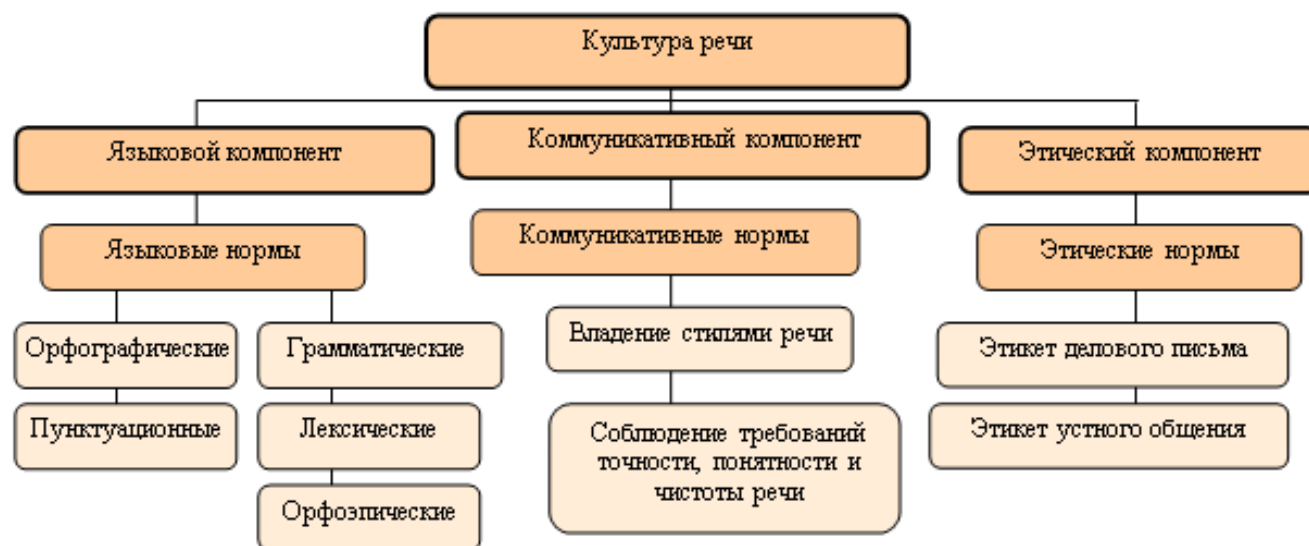 Культура речи
Языковой компонент
Коммуникативный компонент
Этический компонент
Языковые нормы
Коммуникативные нормы
Этические нормы
Орфографические
Грамматические
Владение стилями речи
Этикет делового письма
Пунктуационные
Лексические
Соблюдение требований
точности, понятности и
чистоты речи
Этикет устного общения
Орфоэпические